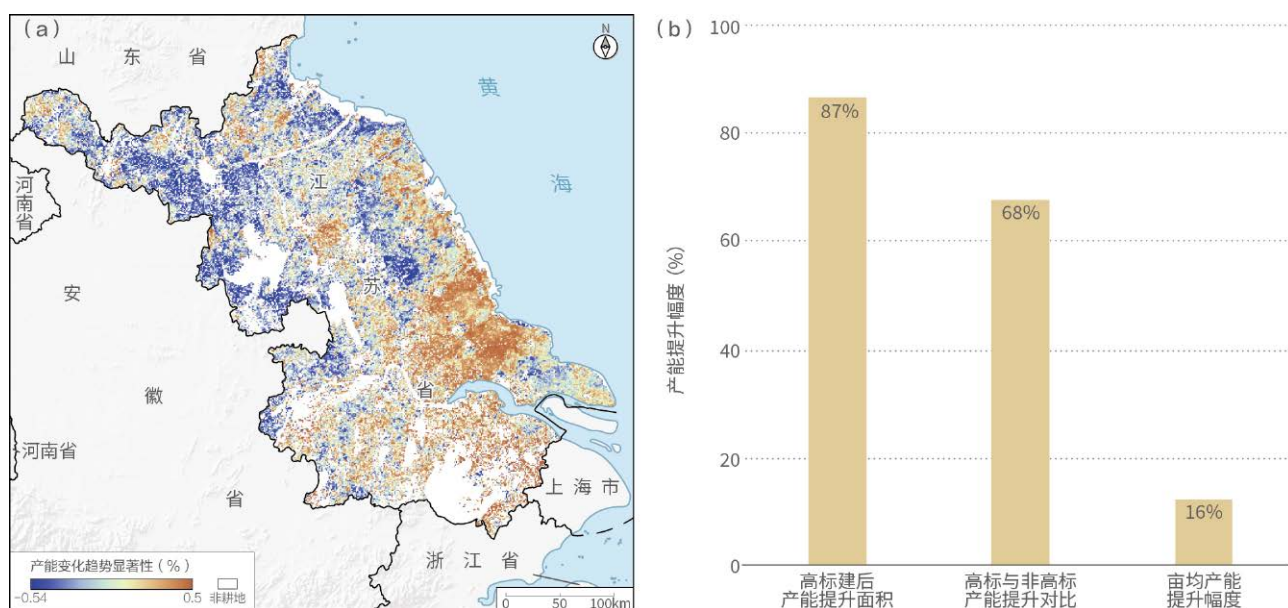 (a)
N
山 东 省
黄
海
河
南
省
江
苏
省
安
徽
省
河南省
上 海 市
浙 江 省
产能变化趋势显著性(%)
-0.54
0.5
非耕地
0
50
100km
(b)
产能提升幅度(%)
100
80
60
40
20
0
87%
68%
16%
高标建后
产能提升面积
高标与非高标
产能提升对比
亩均产能
提升幅度